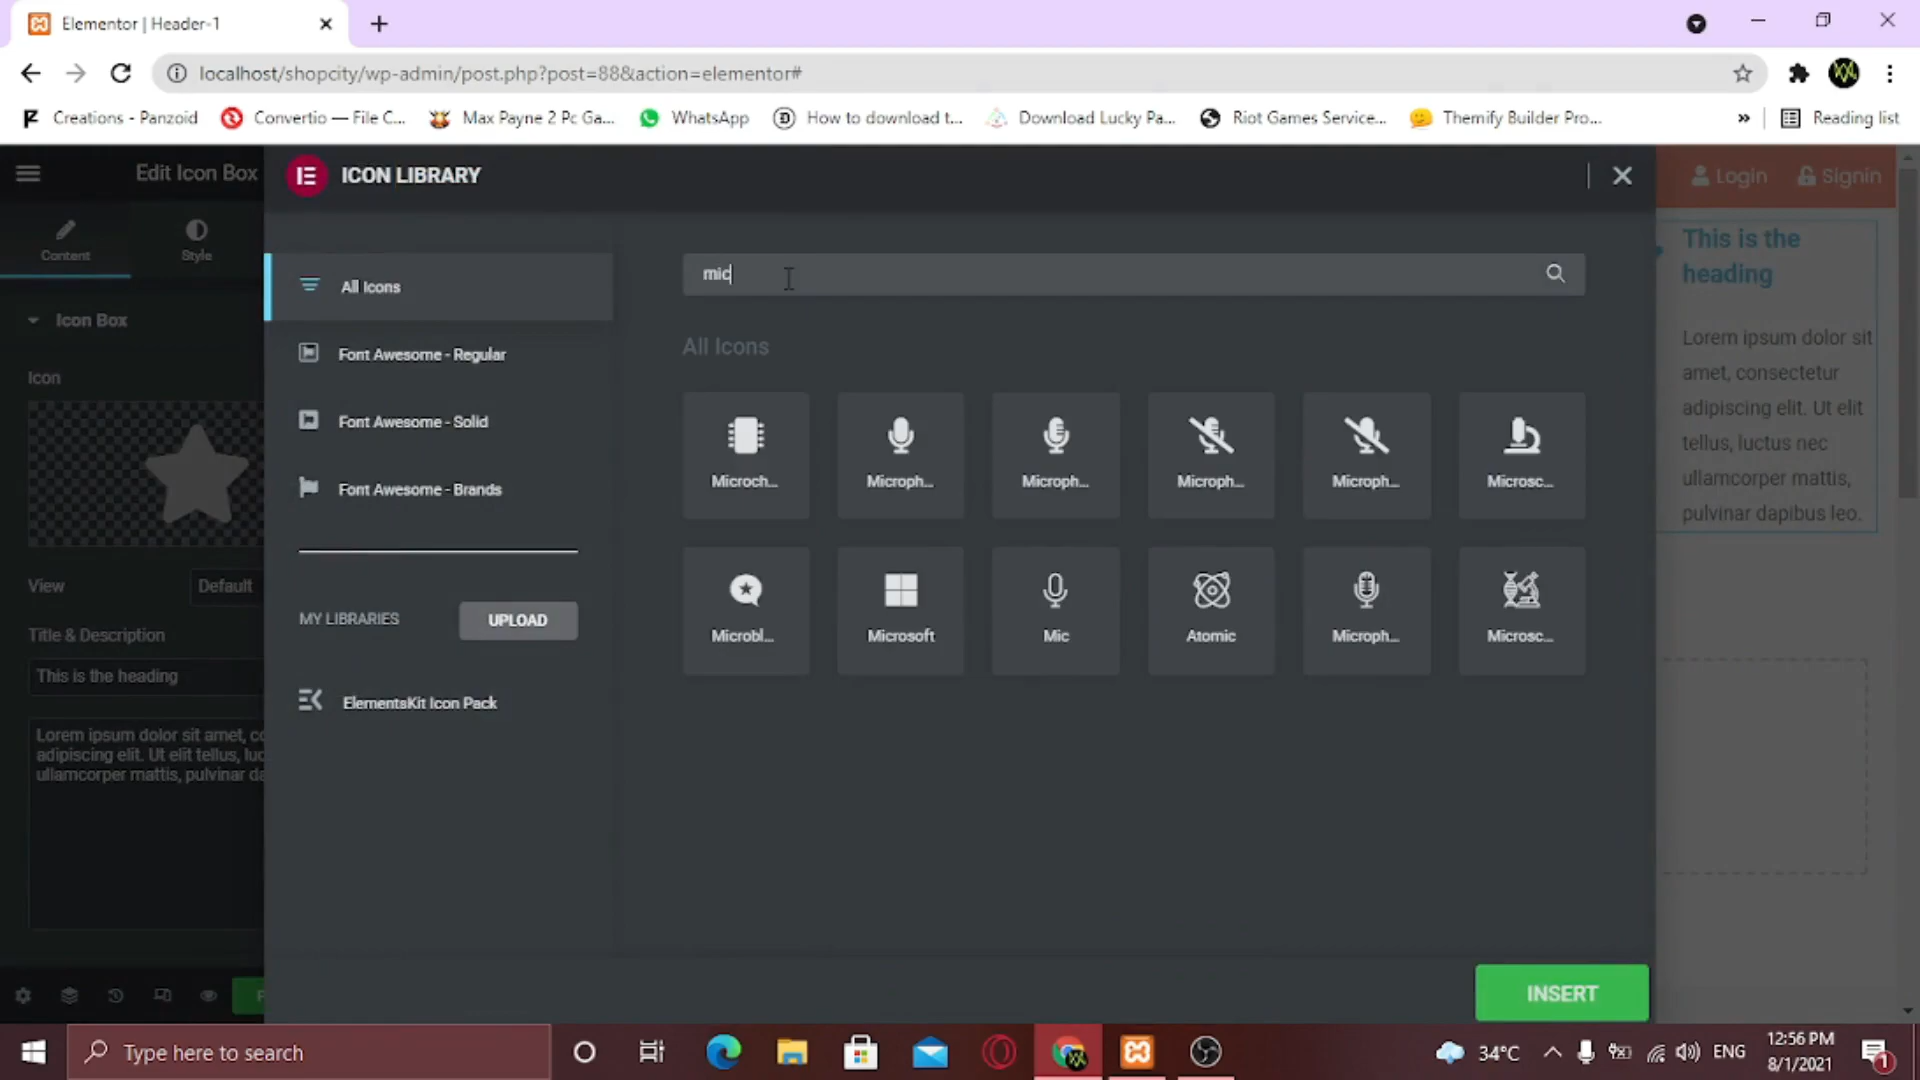 Elementor | Header-1
localhost/shopcity/wp-admin/post.php?post=88&action=elementor#
Creations - Panzoid
Convertio — File C...
Max Payne 2 Pc Ga...
WhatsApp
How to download t...
Download Lucky Pa...
Riot Games Service...
Themify Builder Pro...
»
Reading list
Edit Icon Box
ICON LIBRARY
Login
Signin
Content
Style
All Icons
mic
This is the
heading
Icon Box
Font Awesome - Regular
All Icons
Lorem ipsum dolor sit
amet, consectetur
adipiscing elit. Ut elit
tellus, luctus nec
ullamcorper mattis,
pulvinar dapibus leo.
Icon
Font Awesome - Solid
Font Awesome - Brands
Microch...
Microph...
Microph...
Microph...
Microph...
Microsc...
View
Default
MY LIBRARIES
UPLOAD
Microbl...
Microsoft
Mic
Atomic
Microph...
Microsc...
Title & Description
This is the heading
ElementsKit Icon Pack
Lorem ipsum dolor sit amet, co
adipiscing elit. Ut elit tellus, luc
ullamcorper mattis, pulvinar da
INSERT
Type here to search
34°C
ENG
12:56 PM
8/1/2021
1